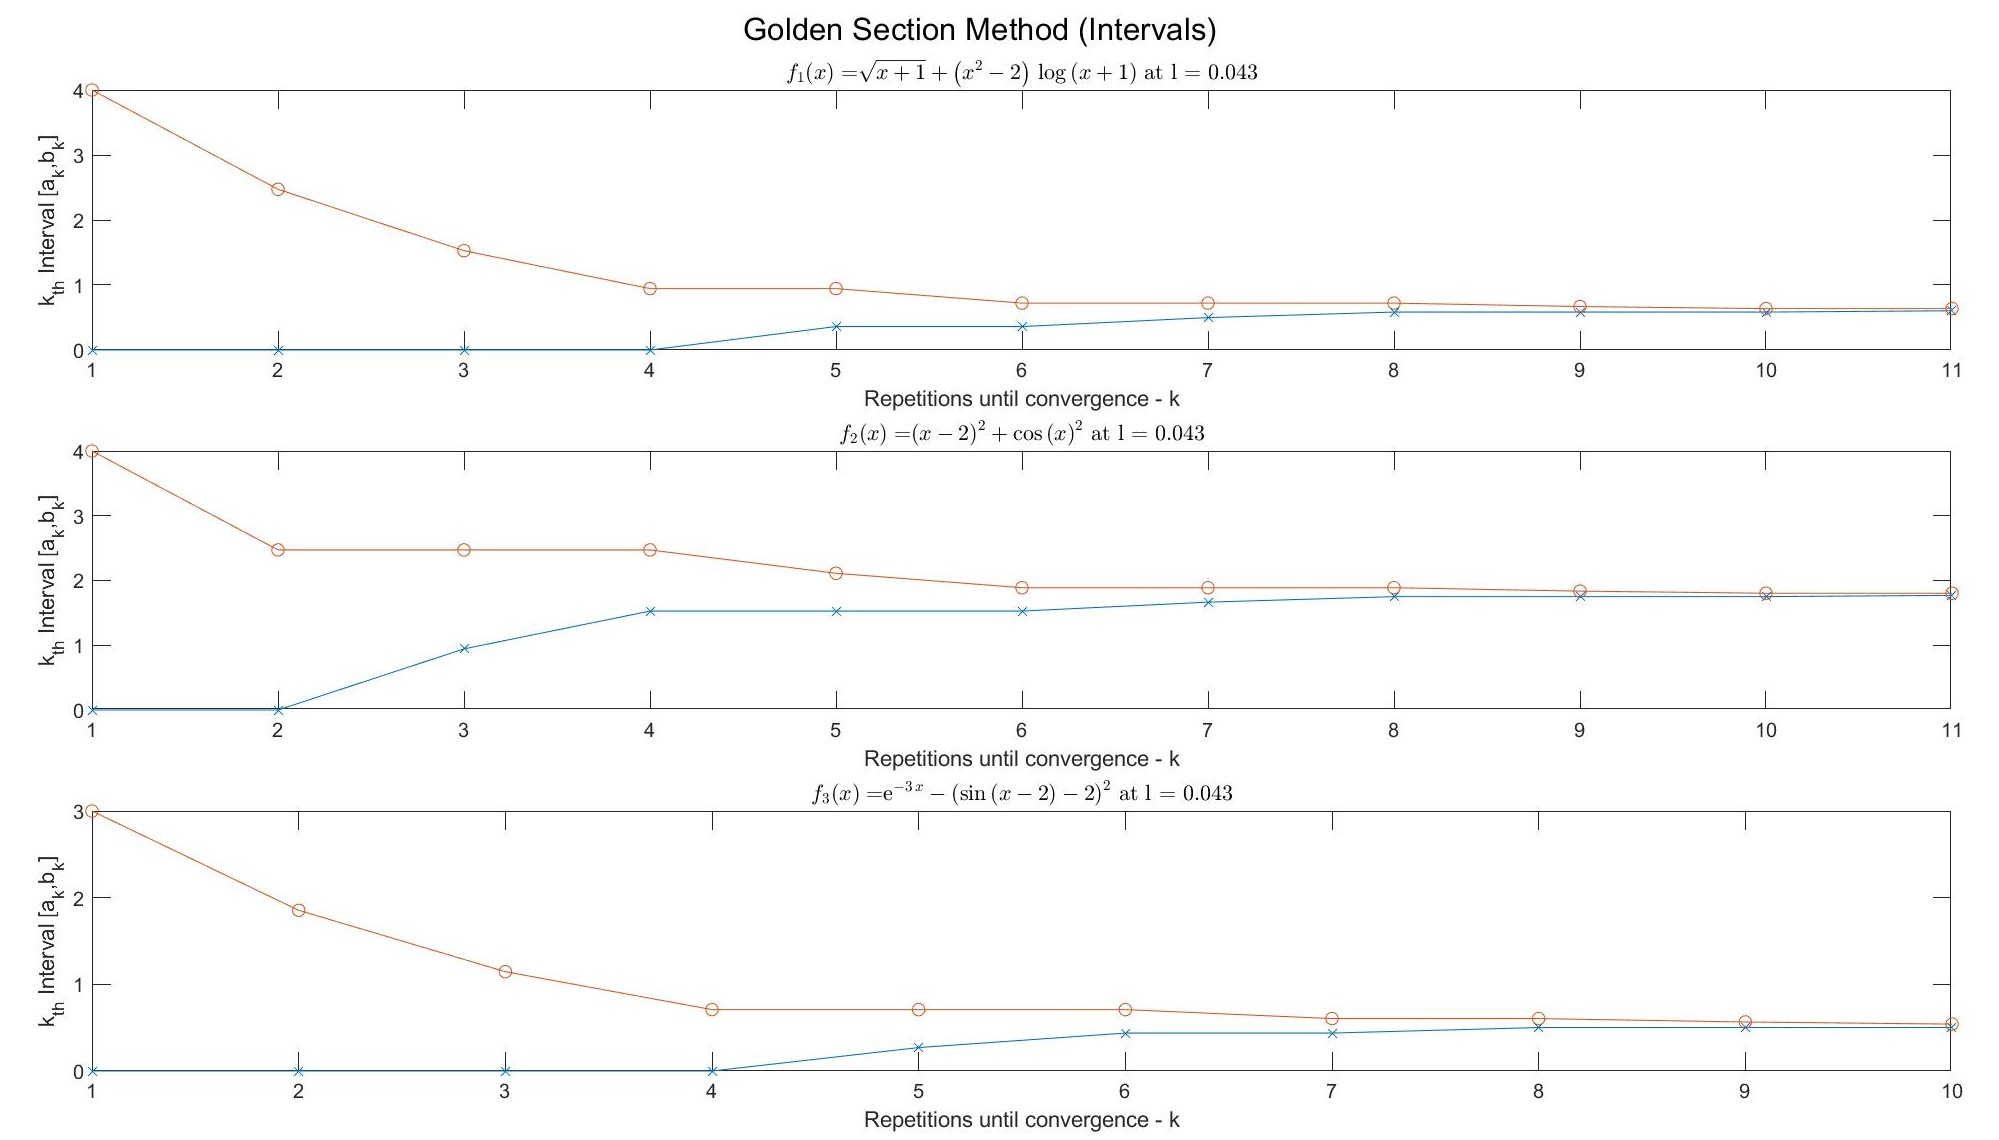 Golden Section Method (Intervals)
f₁(x) =√x + 1 + (x² − 2) log (x + 1) at l = 0.043
4
3
2
1
0
k_th Interval [a_k,b_k]
1 2 3 4 5 6 7 8 9 10 11
Repetitions until convergence - k
f₂(x) =(x − 2)² + cos (x)² at l = 0.043
4
3
2
1
0
k_th Interval [a_k,b_k]
1 2 3 4 5 6 7 8 9 10 11
Repetitions until convergence - k
f₃(x) =e⁻³ ˣ − (sin (x − 2) − 2)² at l = 0.043
3
2
1
0
k_th Interval [a_k,b_k]
1 2 3 4 5 6 7 8 9 10
Repetitions until convergence - k